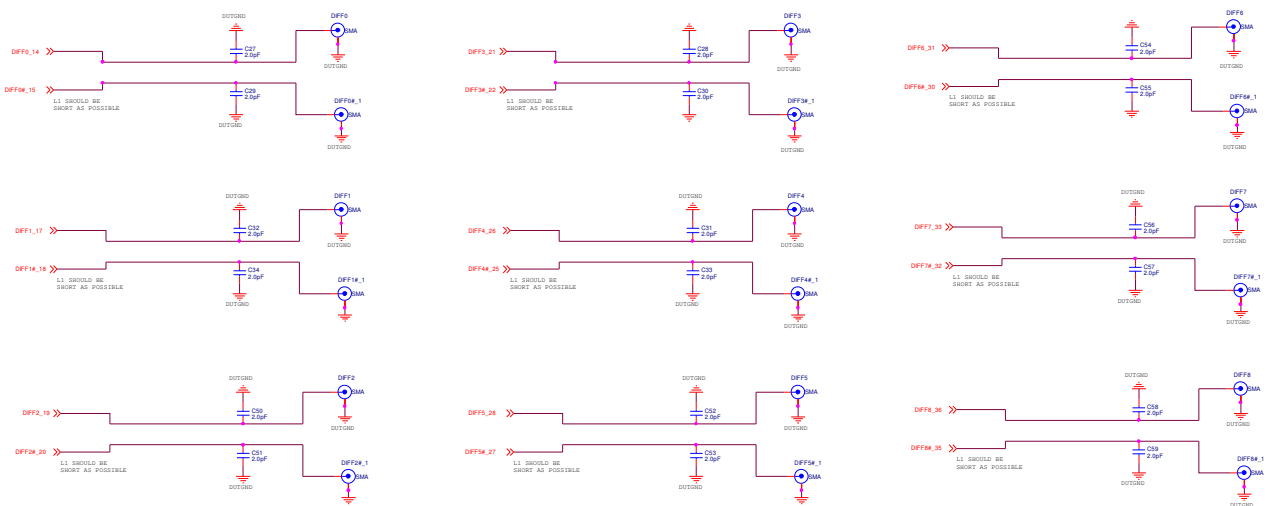 DUTGND
DIFF0
SMA
DIFF0_14
C27
2.0pF
DUTGND
DIFF0#_15
C29
2.0pF
L1 SHOULD BE
SHORT AS POSSIBLE
DIFF0#_1
SMA
DUTGND
DUTGND
DUTGND
DIFF3
SMA
DIFF3_21
C28
2.0pF
DUTGND
DIFF3#_22
C30
2.0pF
L1 SHOULD BE
SHORT AS POSSIBLE
DIFF3#_1
SMA
DUTGND
DUTGND
DIFF6
SMA
DIFF6_31
C54
2.0pF
DUTGND
DIFF6#_30
C55
2.0pF
L1 SHOULD BE
SHORT AS POSSIBLE
DIFF6#_1
SMA
DUTGND
DUTGND
DIFF1
SMA
DIFF1_17
C32
2.0pF
DUTGND
DIFF1#_18
C34
2.0pF
L1 SHOULD BE
SHORT AS POSSIBLE
DIFF1#_1
SMA
DUTGND
DUTGND
DIFF4
SMA
DIFF4_26
C31
2.0pF
DUTGND
DIFF4#_25
C33
2.0pF
L1 SHOULD BE
SHORT AS POSSIBLE
DIFF4#_1
SMA
DUTGND
DUTGND
DIFF7
SMA
DIFF7_33
C56
2.0pF
DUTGND
DIFF7#_32
C57
2.0pF
L1 SHOULD BE
SHORT AS POSSIBLE
DIFF7#_1
SMA
DUTGND
DUTGND
DUTGND
DIFF2
SMA
DIFF2_19
C50
2.0pF
DUTGND
DIFF2#_20
C51
2.0pF
L1 SHOULD BE
SHORT AS POSSIBLE
DIFF2#_1
SMA
DUTGND
DUTGND
DIFF5
SMA
DIFF5_28
C52
2.0pF
DUTGND
DIFF5#_27
C53
2.0pF
L1 SHOULD BE
SHORT AS POSSIBLE
DIFF5#_1
SMA
DUTGND
DUTGND
DIFF8
SMA
DIFF8_36
C58
2.0pF
DUTGND
DIFF8#_35
C59
2.0pF
L1 SHOULD BE
SHORT AS POSSIBLE
DIFF8#_1
SMA
DUTGND
DUTGND